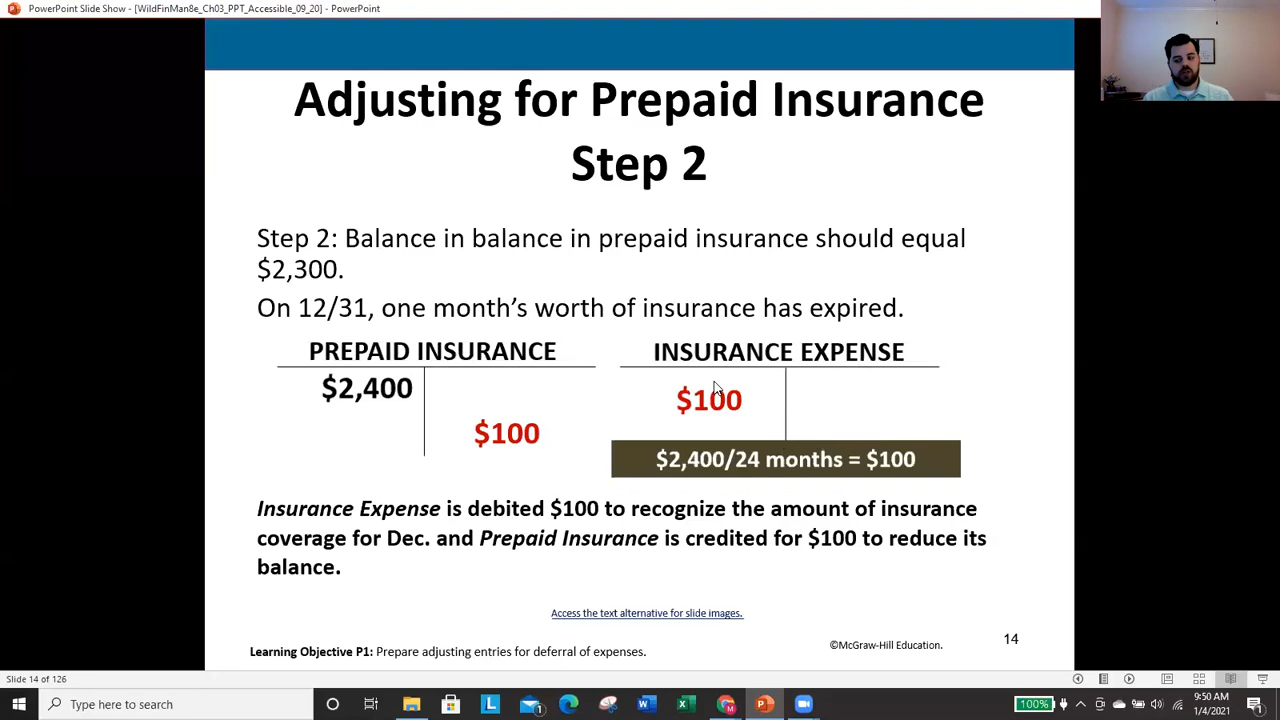 PowerPoint Slide Show - [WildFinMan8e_Ch03_PPT_Accessible_09_20] - PowerPoint
Adjusting for Prepaid Insurance
Step 2
Step 2: Balance in balance in prepaid insurance should equal
$2,300.
On 12/31, one month’s worth of insurance has expired.
PREPAID INSURANCE
$2,400
$100
INSURANCE EXPENSE
$100
$2,400/24 months = $100
Insurance Expense is debited $100 to recognize the amount of insurance
coverage for Dec. and Prepaid Insurance is credited for $100 to reduce its
balance.
Access the text alternative for slide images.
Learning Objective P1: Prepare adjusting entries for deferral of expenses.
©McGraw-Hill Education.
14
Slide 14 of 126
Type here to search
100%
9:50 AM
1/4/2021